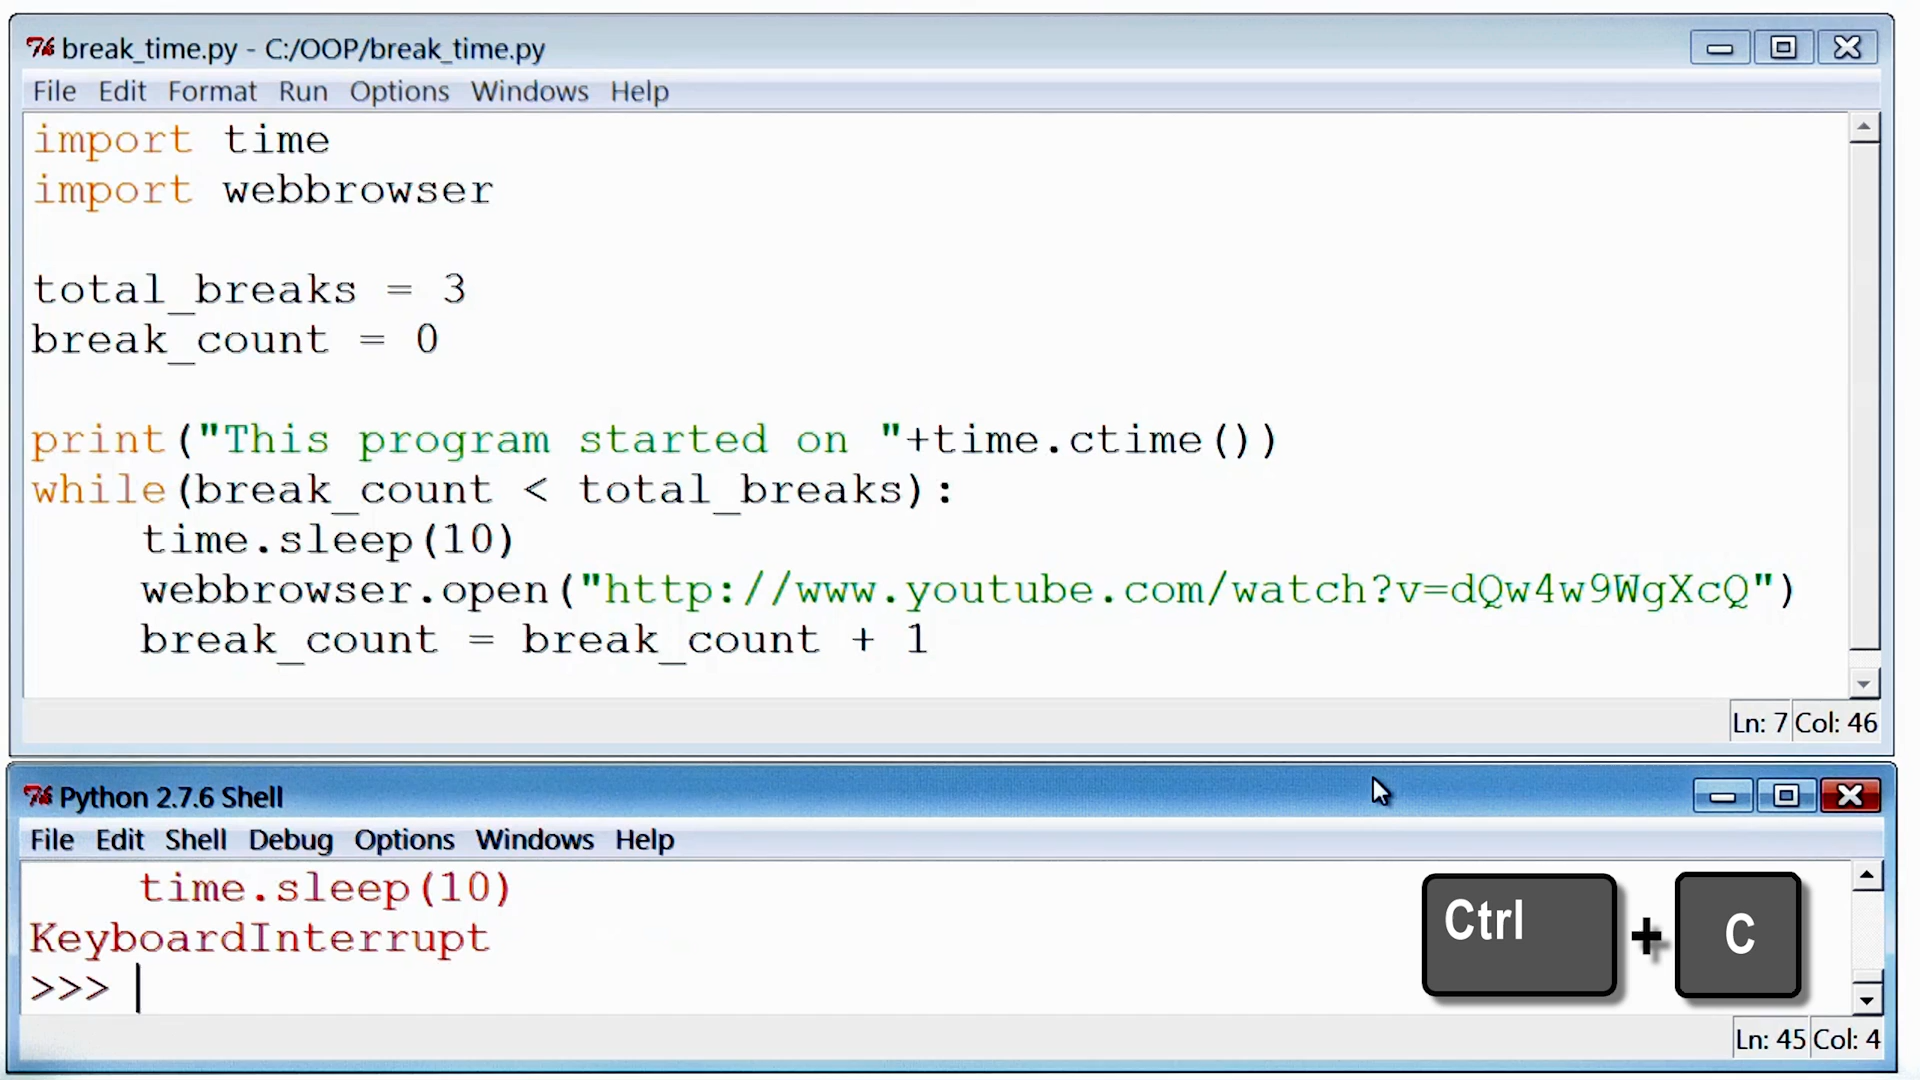 break_time.py - C:/OOP/break_time.py
File Edit Format Run Options Windows Help
import time
import webbrowser
total_breaks = 3
break_count = 0
print("This program started on "+time.ctime())
while(break_count < total_breaks):
    time.sleep(10)
    webbrowser.open("http://www.youtube.com/watch?v=dQw4w9WgXcQ")
    break_count = break_count + 1
Ln: 7 Col: 46
Python 2.7.6 Shell
File Edit Shell Debug Options Windows Help
    time.sleep(10)
KeyboardInterrupt
>>>
Ctrl + C
Ln: 45 Col: 4